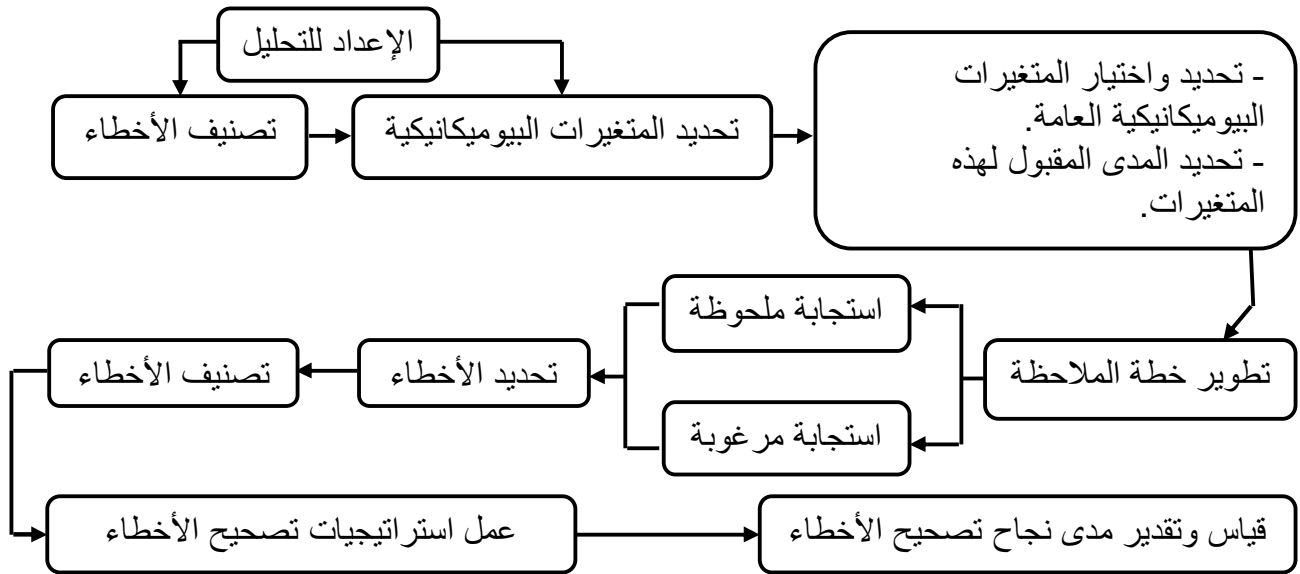 الإعداد للتحليل
تصنيف الأخطاء
تحديد المتغيرات البيوميكانيكية
- تحديد واختيار المتغيرات
البيوميكانيكية العامة.
- تحديد المدى المقبول لهذه
المتغيرات.
تطوير خطة الملاحظة
استجابة ملحوظة
استجابة مرغوبة
تحديد الأخطاء
تصنيف الأخطاء
عمل استراتيجيات تصحيح الأخطاء
قياس وتقدير مدى نجاح تصحيح الأخطاء